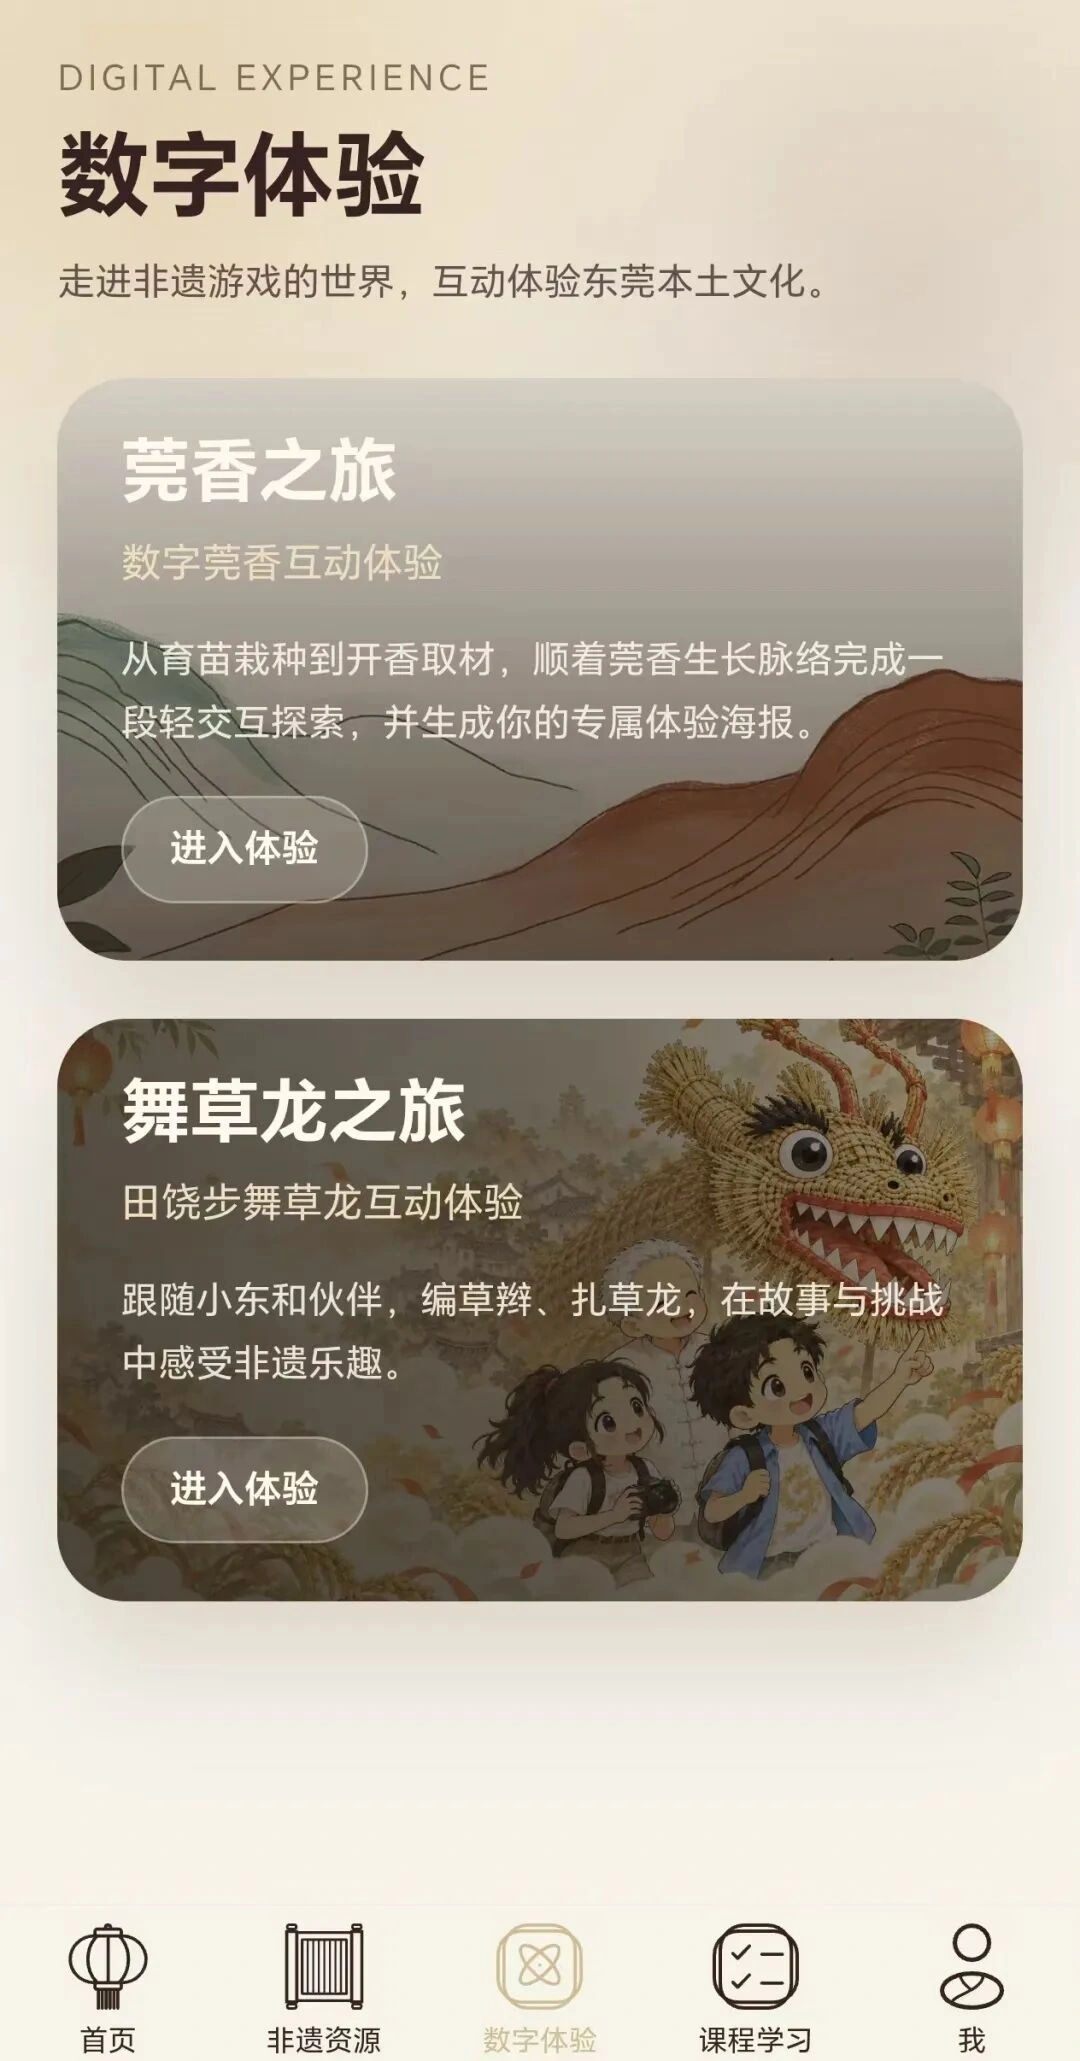 DIGITAL EXPERIENCE
数字体验
走进非遗游戏的世界，互动体验东莞本土文化。
莞香之旅
数字莞香互动体验
从育苗栽种到开香取材，顺着莞香生长脉络完成一
段轻交互探索，并生成你的专属体验海报。
进入体验
舞草龙之旅
田饶步舞草龙互动体验
跟随小东和伙伴，编草辫、扎草龙，在故事与挑战
中感受非遗乐趣。
进入体验
首页
非遗资源
数字体验
课程学习
我